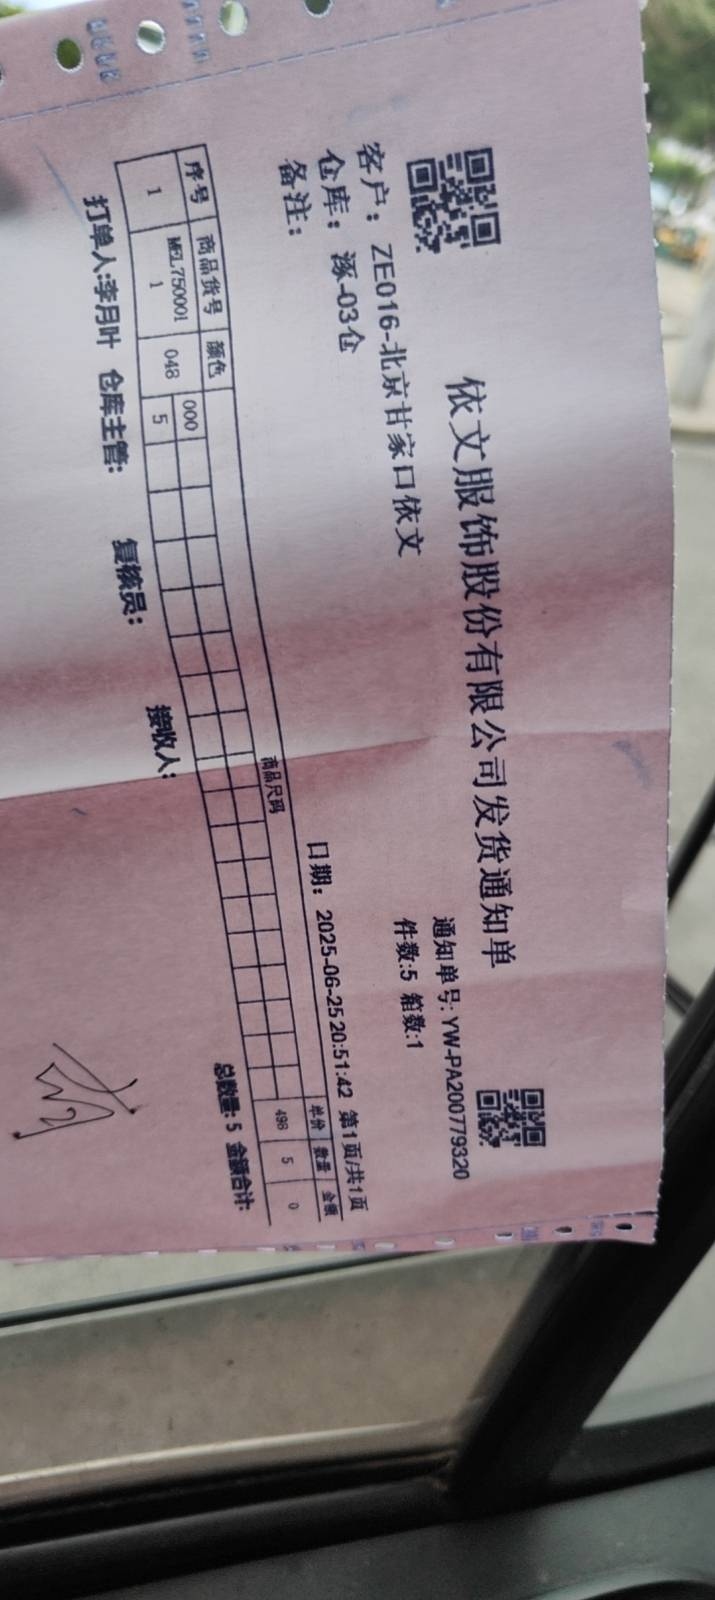 依文服饰股份有限公司发货通知单
通知单号: YW-PA200779320
客户: ZE016-北京甘家口依文
件数:5 箱数:1
仓库: 涿-03仓
日期: 2025-06-25 20:51:42 第1页/共1页
备注:
序号 商品货号 颜色 商品尺码 单价 数量 金额
000
1 MEL750001 048 5 498 5 0
1
总数量: 5 金额合计:
打单人:李月叶 仓库主管: 复核员: 接收人: